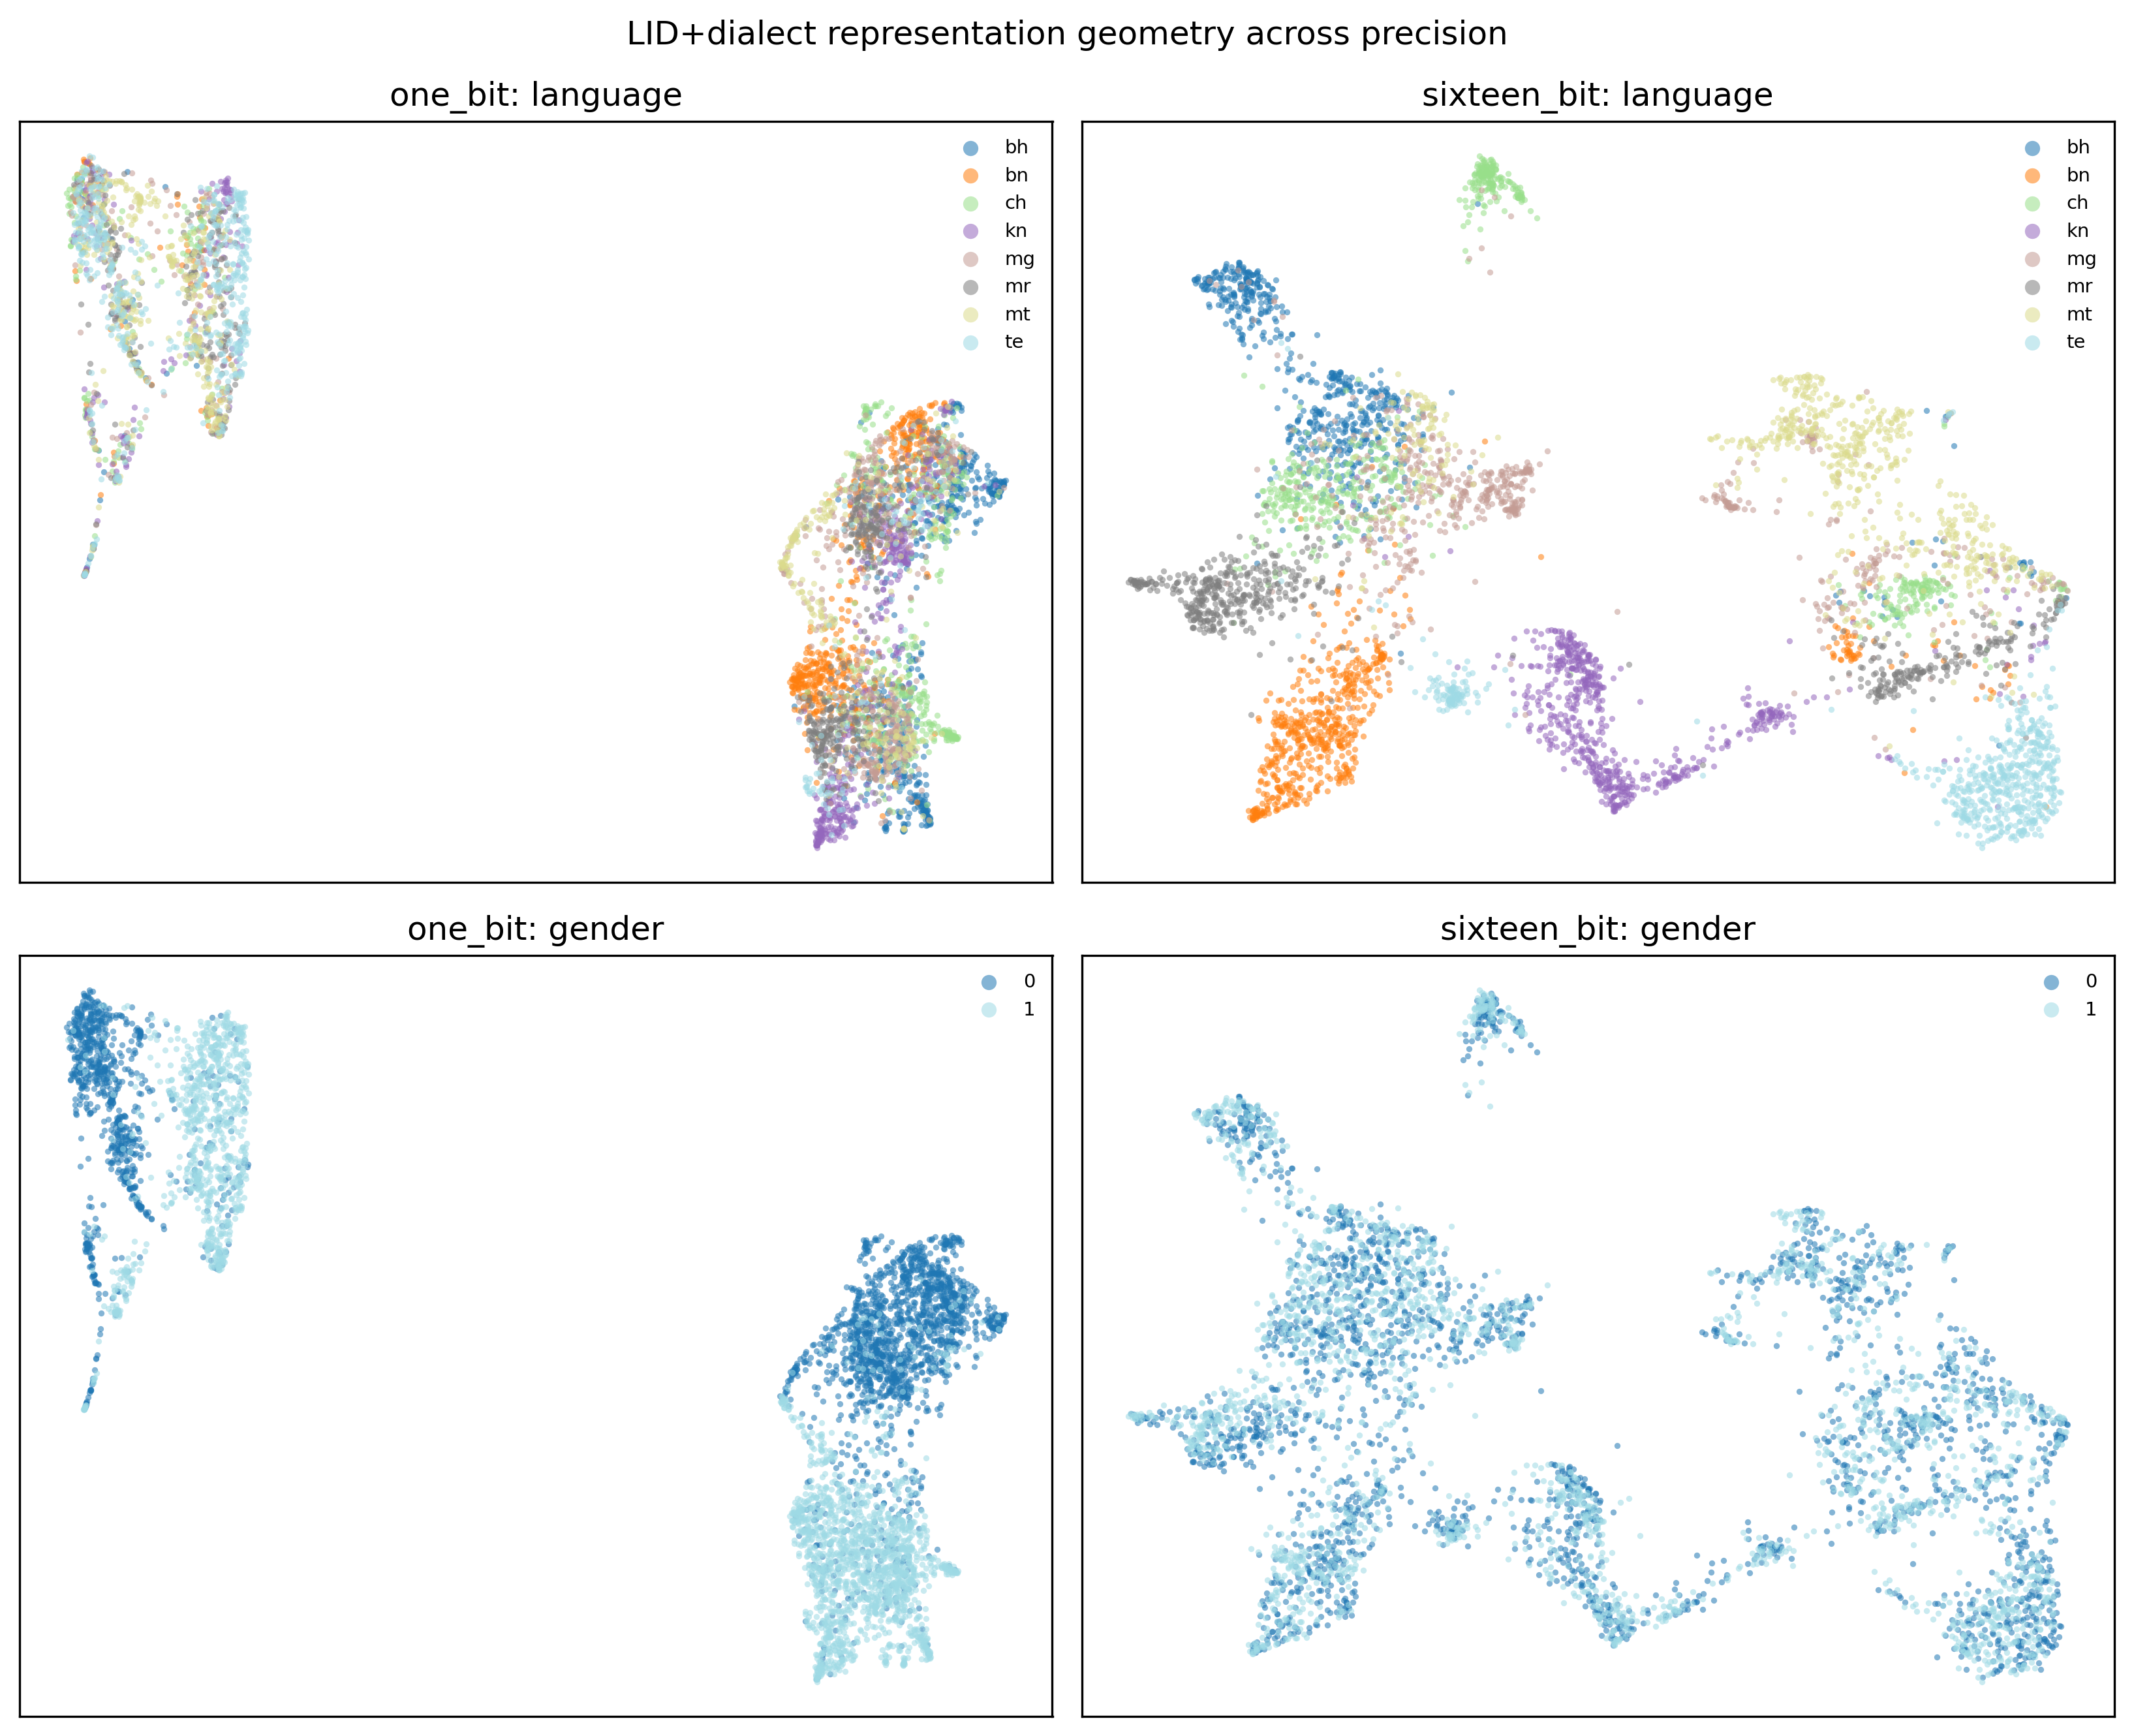 LID+dialect representation geometry across precision
one_bit: language
bh
bn
ch
kn
mg
mr
mt
te
sixteen_bit: language
bh
bn
ch
kn
mg
mr
mt
te
one_bit: gender
0
1
sixteen_bit: gender
0
1